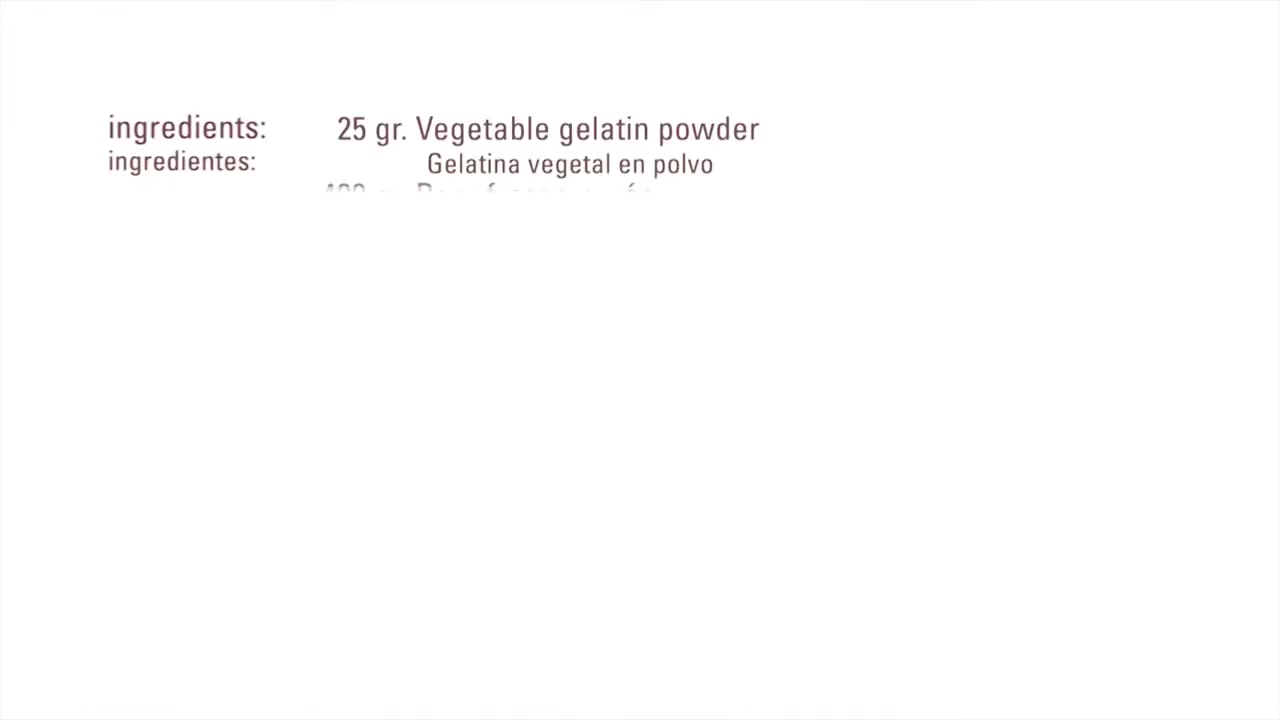 ingredients: 25 gr. Vegetable gelatin powder
ingredientes: Gelatina vegetal en polvo